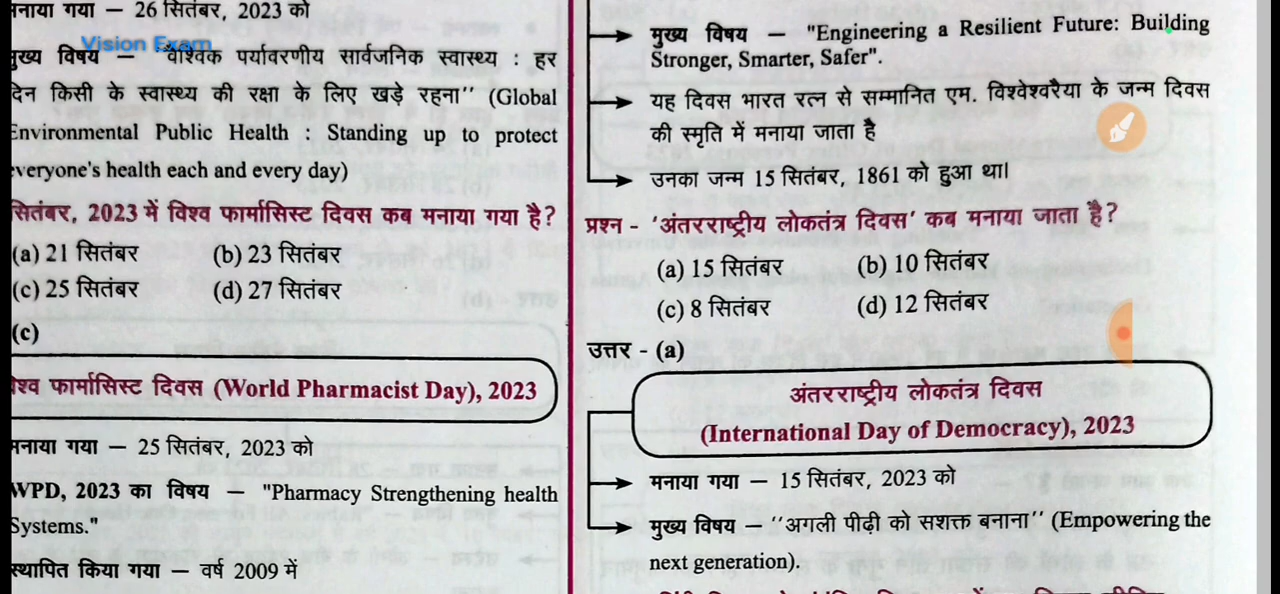 मनाया गया – 26 सितंबर, 2023 को
Vision Exam
मुख्य विषय – "वैश्विक पर्यावरणीय सार्वजनिक स्वास्थ्य : हर
दिन किसी के स्वास्थ्य की रक्षा के लिए खड़े रहना'' (Global
Environmental Public Health : Standing up to protect
everyone's health each and every day)
सितंबर, 2023 में विश्व फार्मासिस्ट दिवस कब मनाया गया है?
(a) 21 सितंबर (b) 23 सितंबर
(c) 25 सितंबर (d) 27 सितंबर
(c)
विश्व फार्मासिस्ट दिवस (World Pharmacist Day), 2023
मनाया गया – 25 सितंबर, 2023 को
WPD, 2023 का विषय – "Pharmacy Strengthening health
Systems."
स्थापित किया गया – वर्ष 2009 में
मुख्य विषय – "Engineering a Resilient Future: Building
Stronger, Smarter, Safer".
यह दिवस भारत रत्न से सम्मानित एम. विश्वेश्वरैया के जन्म दिवस
की स्मृति में मनाया जाता है
उनका जन्म 15 सितंबर, 1861 को हुआ था।
प्रश्न - 'अंतरराष्ट्रीय लोकतंत्र दिवस' कब मनाया जाता है?
(a) 15 सितंबर (b) 10 सितंबर
(c) 8 सितंबर (d) 12 सितंबर
उत्तर - (a)
अंतरराष्ट्रीय लोकतंत्र दिवस
(International Day of Democracy), 2023
मनाया गया – 15 सितंबर, 2023 को
मुख्य विषय – ''अगली पीढ़ी को सशक्त बनाना'' (Empowering the
next generation).